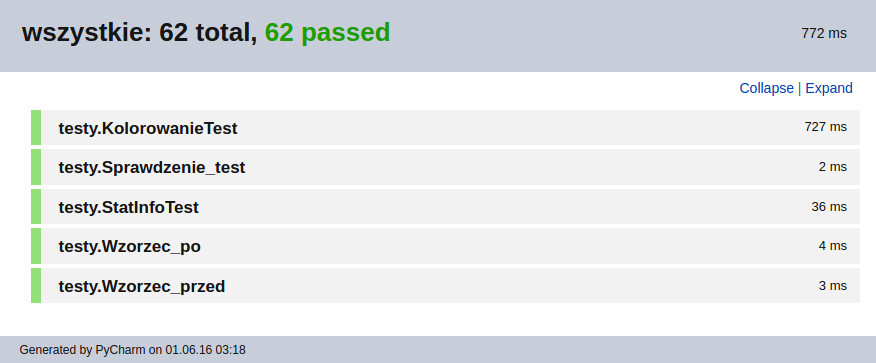 wszystkie: 62 total, 62 passed 772 ms
Collapse | Expand
testy.KolorowanieTest 727 ms
testy.Sprawdzenie_test 2 ms
testy.StatInfoTest 36 ms
testy.Wzorzec_po 4 ms
testy.Wzorzec_przed 3 ms
Generated by PyCharm on 01.06.16 03:18